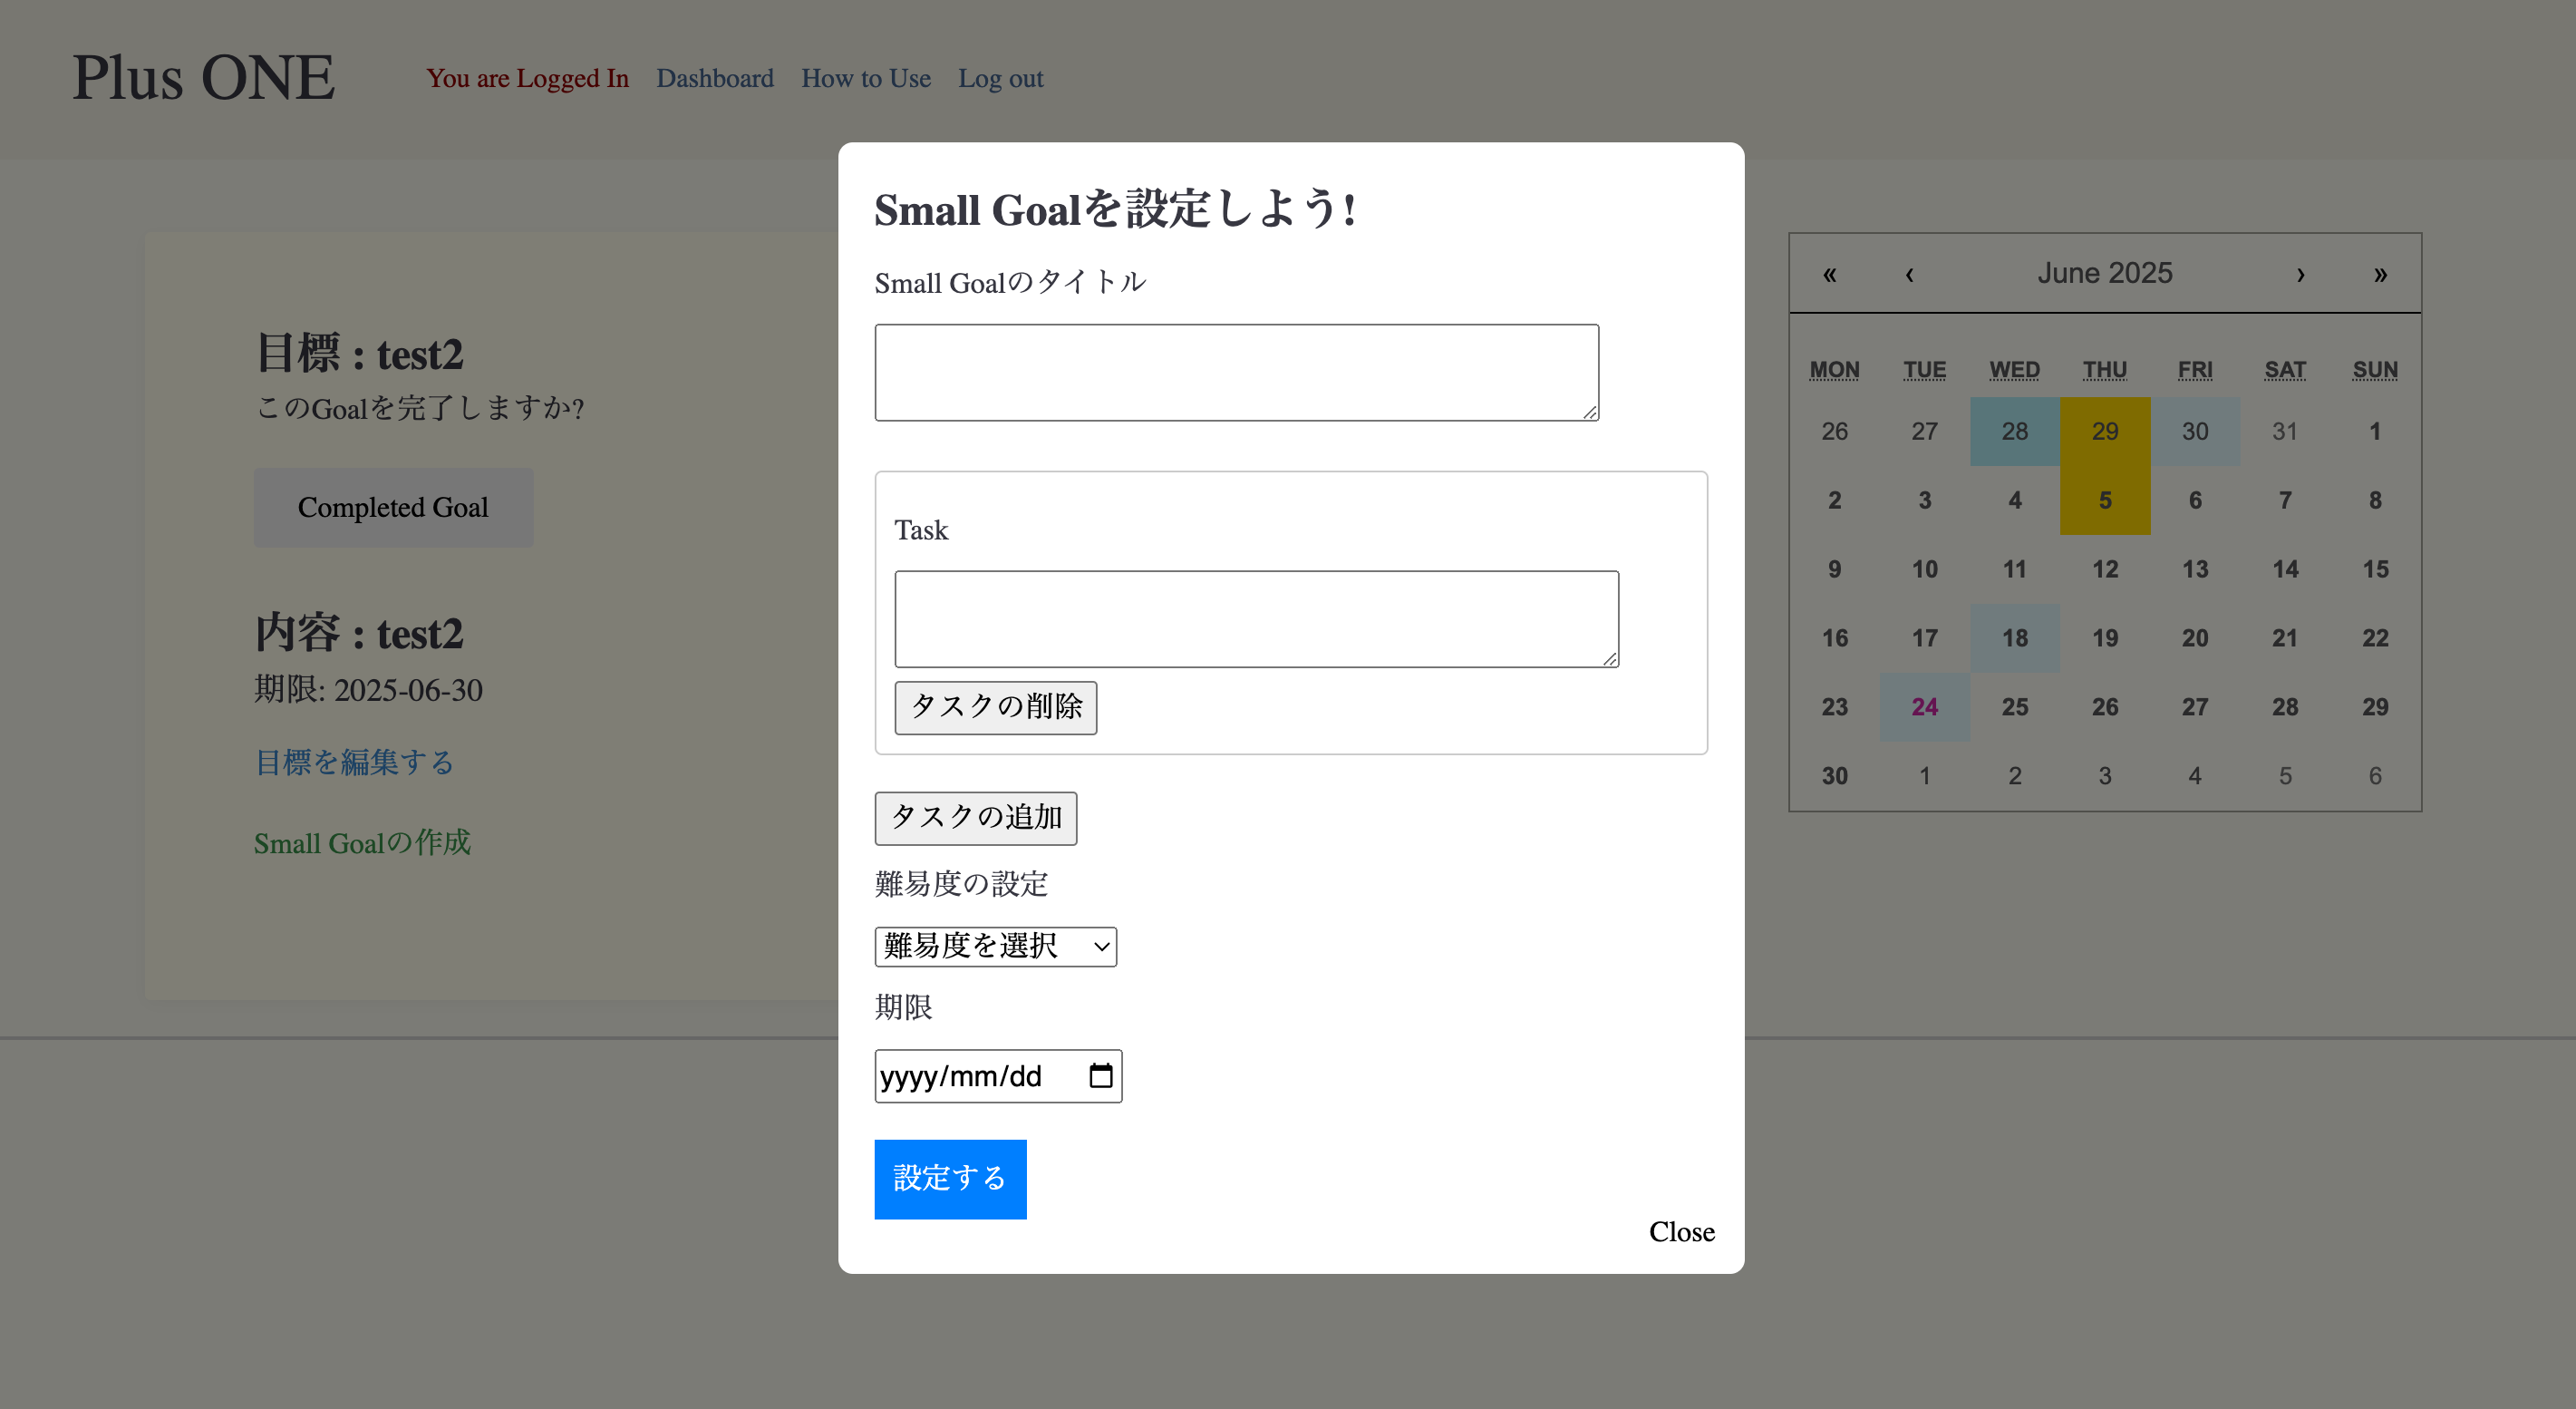 Plus ONE
You are Logged In Dashboard How to Use Log out
目標 : test2
このGoalを完了しますか?
Completed Goal
内容 : test2
期限: 2025-06-30
目標を編集する
Small Goalの作成
Small Goalを設定しよう!
Small Goalのタイトル
Task
タスクの削除
タスクの追加
難易度の設定
難易度を選択
期限
yyyy/mm/dd
設定する
Close
« ‹ June 2025 › »
MON TUE WED THU FRI SAT SUN
26 27 28 29 30 31 1
2 3 4 5 6 7 8
9 10 11 12 13 14 15
16 17 18 19 20 21 22
23 24 25 26 27 28 29
30 1 2 3 4 5 6